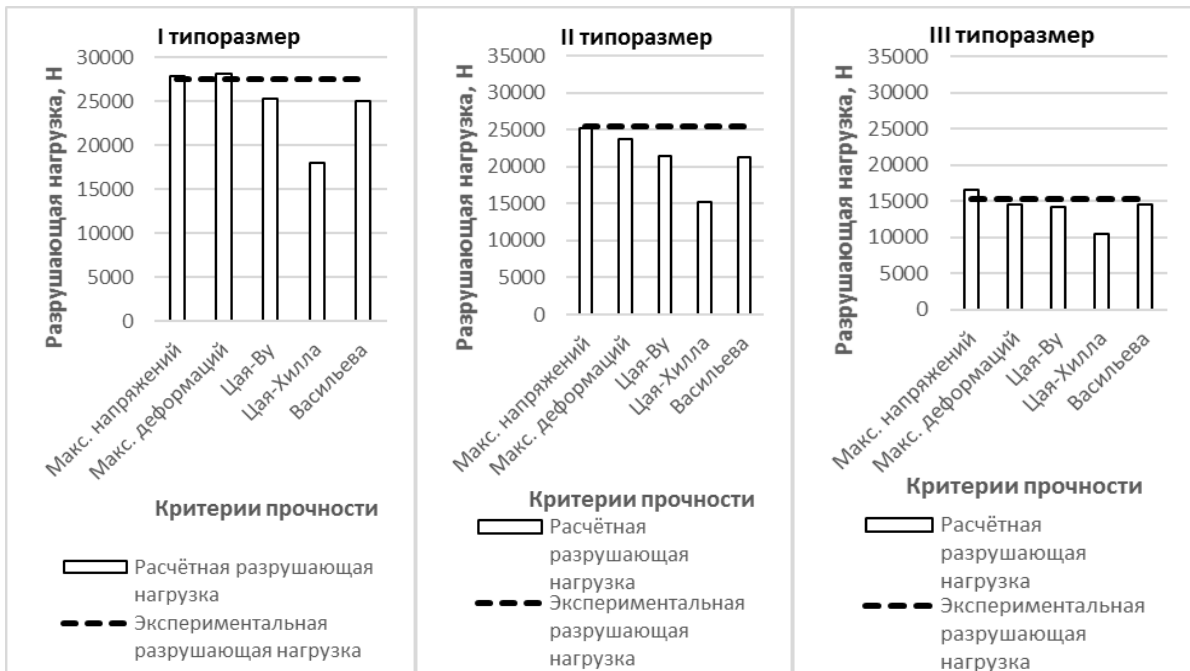 I типоразмер
Разрушающая нагрузка, Н
30000
25000
20000
15000
10000
5000
0
Макс. напряжений
Макс. деформаций
Цая-Ву
Цая-Хилла
Васильева
Критерии прочности
Расчётная разрушающая
нагрузка
Экспериментальная
разрушающая нагрузка
II типоразмер
Разрушающая нагрузка, Н
35000
30000
25000
20000
15000
10000
5000
0
Макс. напряжений
Макс. деформаций
Цая-Ву
Цая-Хилла
Васильева
Критерии прочности
Расчётная
разрушающая
нагрузка
Экспериментальная
разрушающая
нагрузка
III типоразмер
Разрушающая нагрузка, Н
35000
30000
25000
20000
15000
10000
5000
0
Макс. напряжений
Макс. деформаций
Цая-Ву
Цая-Хилла
Васильева
Критерии прочности
Расчётная
разрушающая
нагрузка
Экспериментальная
разрушающая
нагрузка